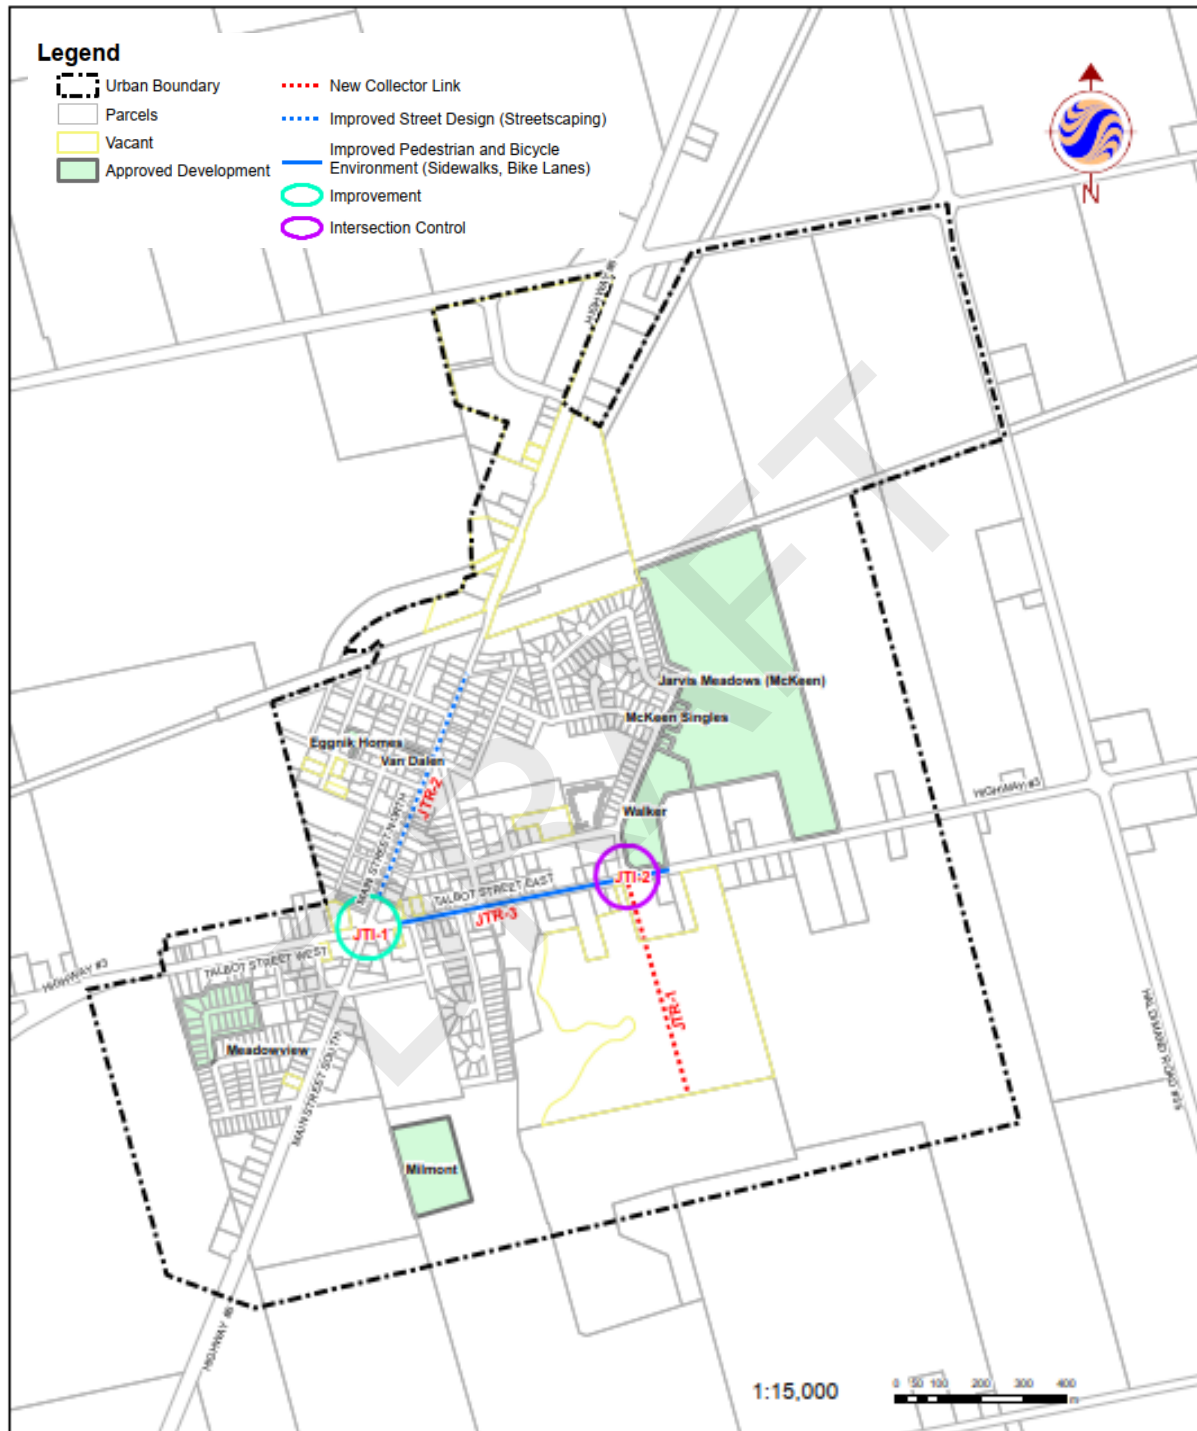 Legend
Urban Boundary
Parcels
Vacant
Approved Development
New Collector Link
Improved Street Design (Streetscaping)
Improved Pedestrian and Bicycle
Environment (Sidewalks, Bike Lanes)
Improvement
Intersection Control
N
HIGHWAY #6
DRAFT
Jarvis Meadows (McKeen)
McKeen Singles
Eggnik Homes
Van Dalen
JTR-2
MAIN STREET NORTH
Walker
HIGHWAY #3
JTI-2
TALBOT STREET EAST
JTR-3
JTI-1
TALBOT STREET WEST
HIGHWAY #3
JTR-1
HALDIMAND ROAD #55
Meadowview
MAIN STREET SOUTH
Milmont
HIGHWAY #6
1:15,000
0 50 100 200 300 400
m